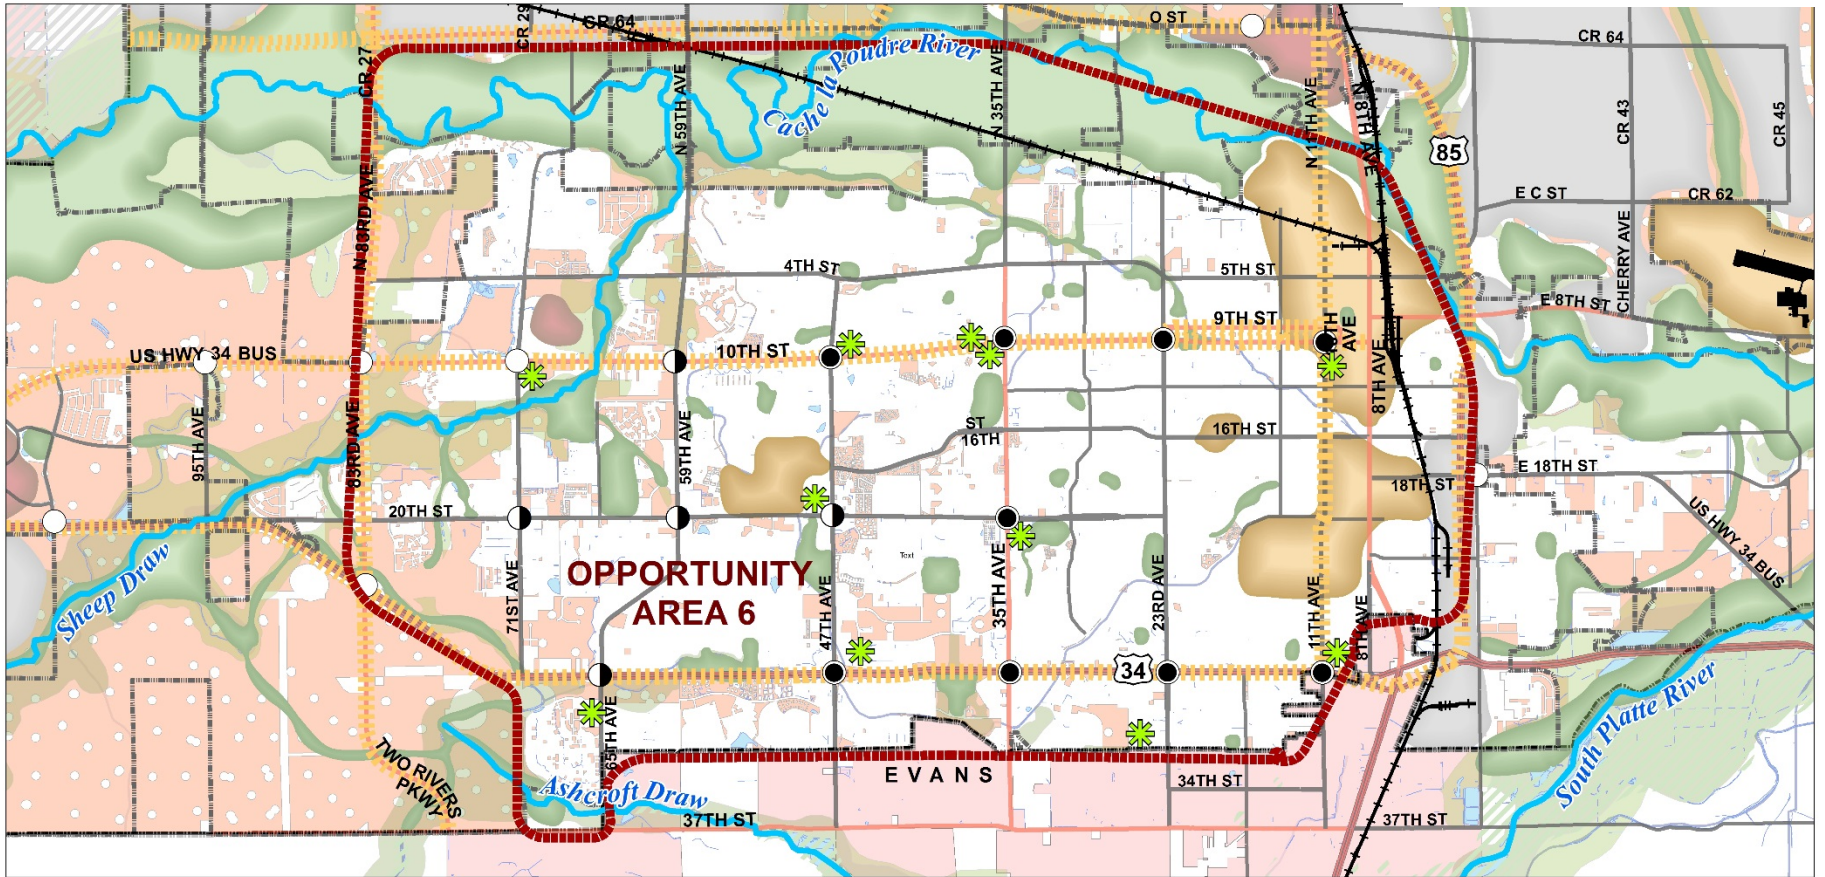 CR 29
CR 64
O ST
CR 64
CR 27
N 59TH AVE
Cache la Poudre River
N 35TH AVE
N 11TH AVE
N 8TH AVE
85
CR 43
CR 45
N 83RD AVE
E C ST
CR 62
CHERRY AVE
4TH ST
5TH ST
E 8TH ST
US HWY 34 BUS
10TH ST
9TH ST
AVE
8TH AVE
95TH AVE
83RD AVE
59TH AVE
ST
16TH
16TH ST
E 18TH ST
18TH ST
20TH ST
US HWY 34 BUS
Text
Sheep Draw
71ST AVE
OPPORTUNITY
AREA 6
47TH AVE
35TH AVE
23RD AVE
11TH AVE
8TH AVE
34
65TH AVE
TWO RIVERS
PKWY
Ashcroft Draw
EVANS
34TH ST
South Platte River
37TH ST
37TH ST